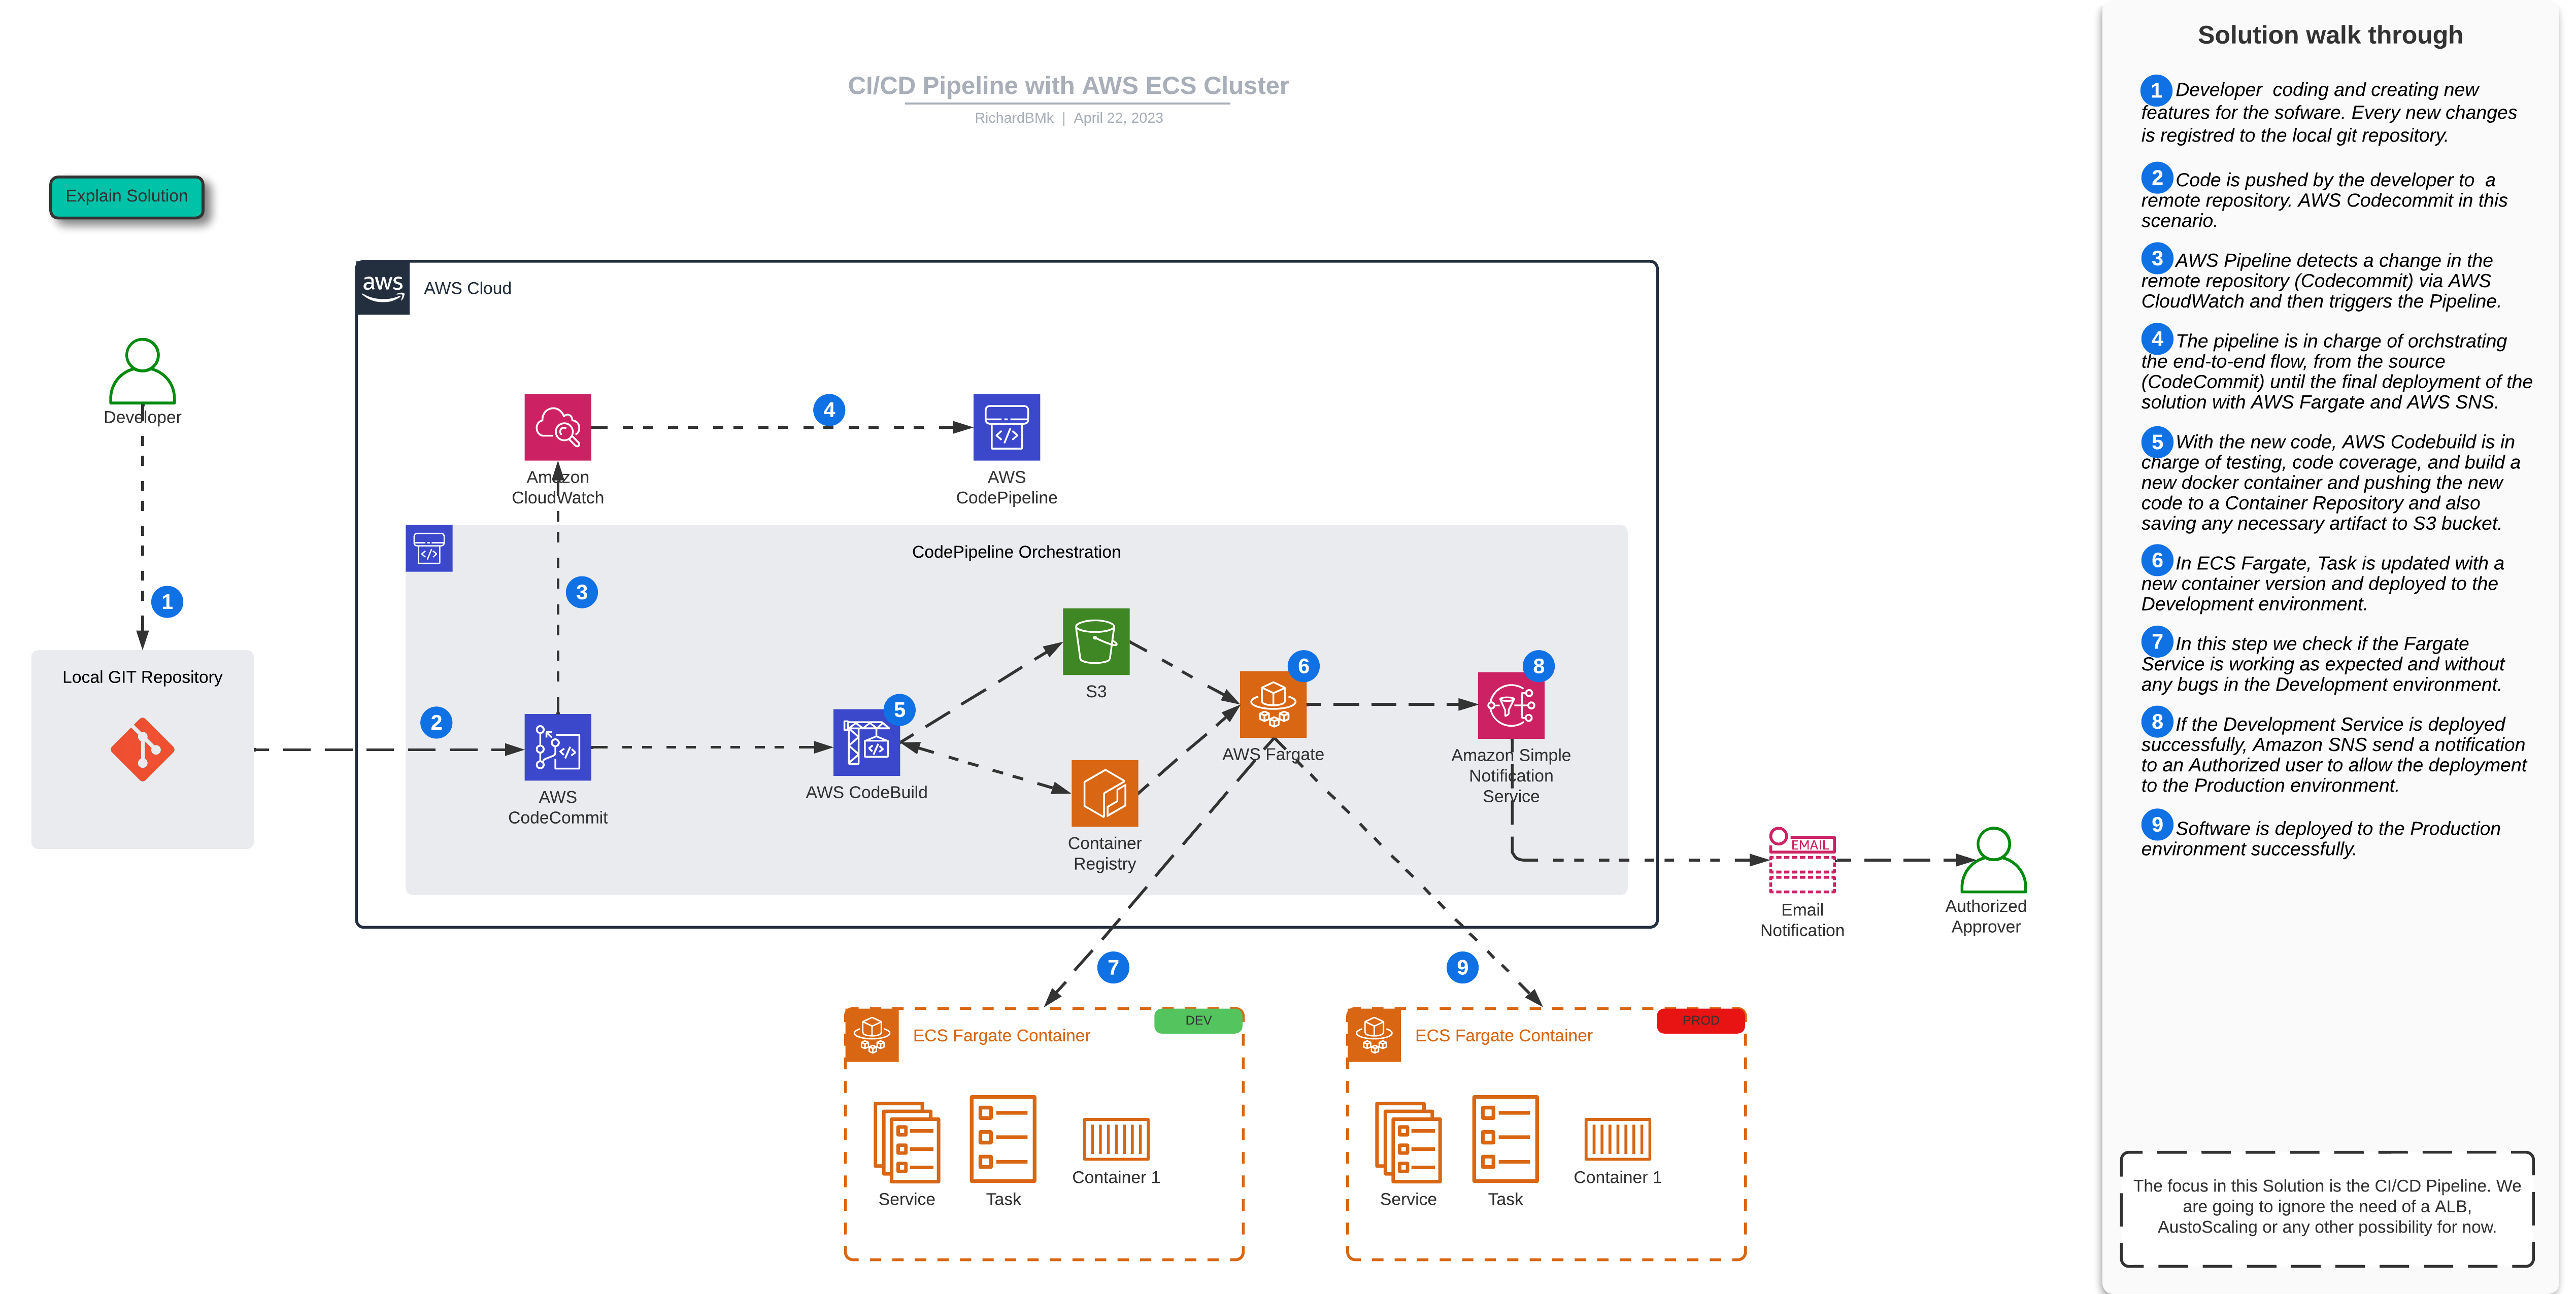 CI/CD Pipeline with AWS ECS Cluster
RichardBMk | April 22, 2023
Explain Solution
aws
AWS Cloud
Developer
1
Local GIT Repository
2
Amazon
CloudWatch
4
AWS
CodePipeline
CodePipeline Orchestration
3
AWS
CodeCommit
5
AWS CodeBuild
S3
Container
Registry
6
AWS Fargate
8
Amazon Simple
Notification
Service
EMAIL
Email
Notification
Authorized
Approver
7
9
ECS Fargate Container
DEV
Service
Task
Container 1
ECS Fargate Container
PROD
Service
Task
Container 1
Solution walk through
1 Developer coding and creating new
features for the sofware. Every new changes
is registred to the local git repository.
2 Code is pushed by the developer to a
remote repository. AWS Codecommit in this
scenario.
3 AWS Pipeline detects a change in the
remote repository (Codecommit) via AWS
CloudWatch and then triggers the Pipeline.
4 The pipeline is in charge of orchstrating
the end-to-end flow, from the source
(CodeCommit) until the final deployment of the
solution with AWS Fargate and AWS SNS.
5 With the new code, AWS Codebuild is in
charge of testing, code coverage, and build a
new docker container and pushing the new
code to a Container Repository and also
saving any necessary artifact to S3 bucket.
6 In ECS Fargate, Task is updated with a
new container version and deployed to the
Development environment.
7 In this step we check if the Fargate
Service is working as expected and without
any bugs in the Development environment.
8 If the Development Service is deployed
successfully, Amazon SNS send a notification
to an Authorized user to allow the deployment
to the Production environment.
9 Software is deployed to the Production
environment successfully.
The focus in this Solution is the CI/CD Pipeline. We
are going to ignore the need of a ALB,
AustoScaling or any other possibility for now.